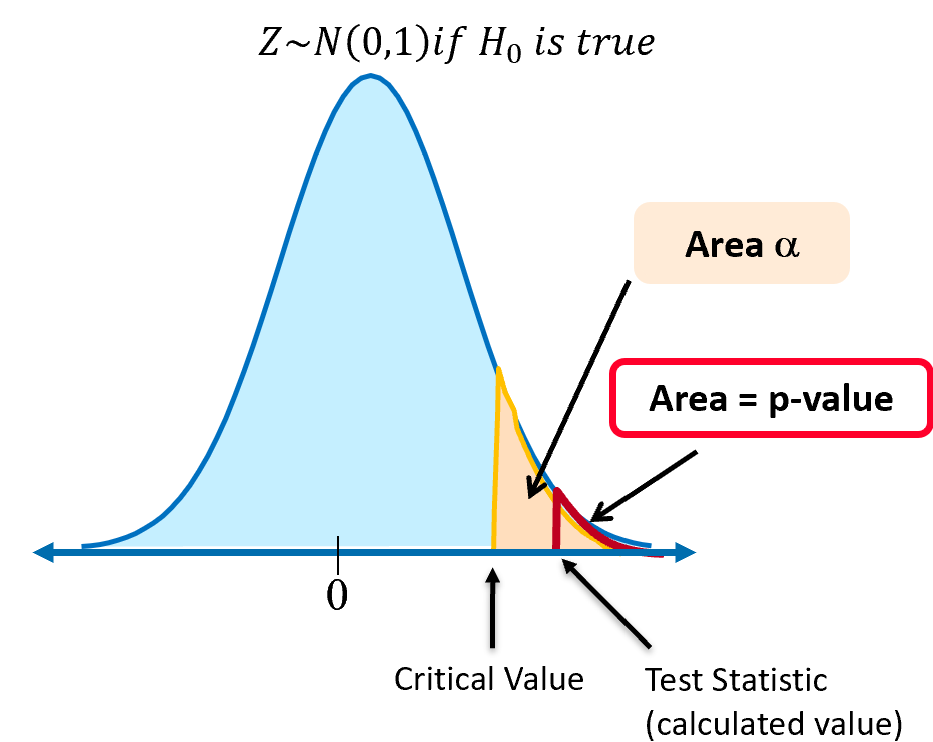 Z~N(0,1)if H₀ is true
Area α
Area = p-value
0
Critical Value
Test Statistic
(calculated value)